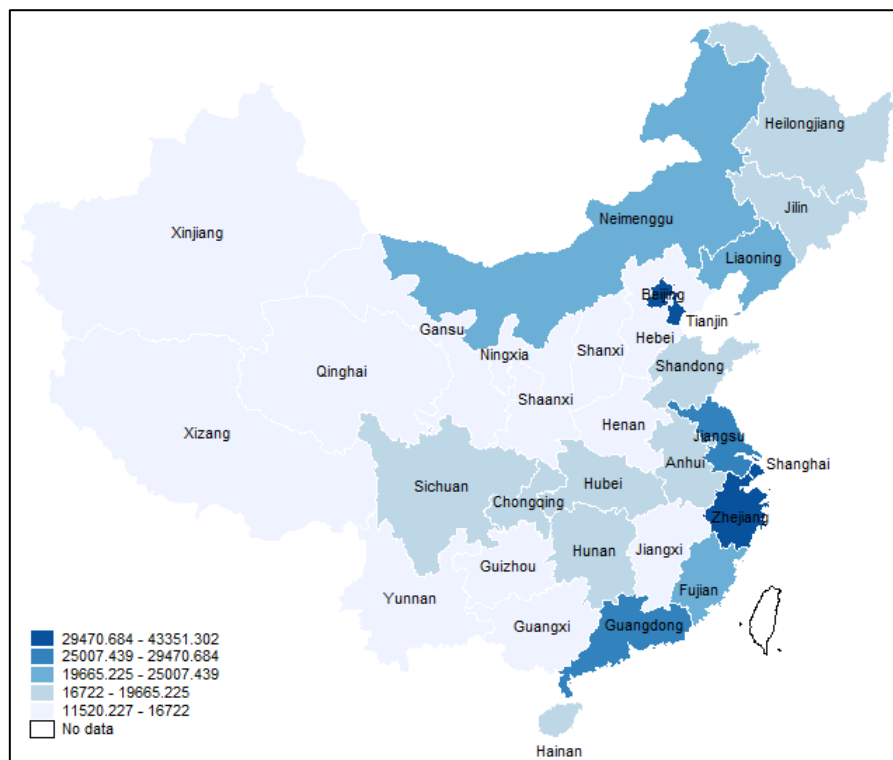 Heilongjiang
Jilin
Xinjiang
Neimenggu
Liaoning
Beijing
Tianjin
Gansu
Hebei
Ningxia
Shanxi
Shandong
Qinghai
Shaanxi
Henan
Jiangsu
Xizang
Anhui
Shanghai
Sichuan
Hubei
Chongqing
Zhejiang
Hunan
Jiangxi
Guizhou
Yunnan
Fujian
Guangxi
Guangdong
29470.684 - 43351.302
25007.439 - 29470.684
19665.225 - 25007.439
16722 - 19665.225
11520.227 - 16722
No data
Hainan